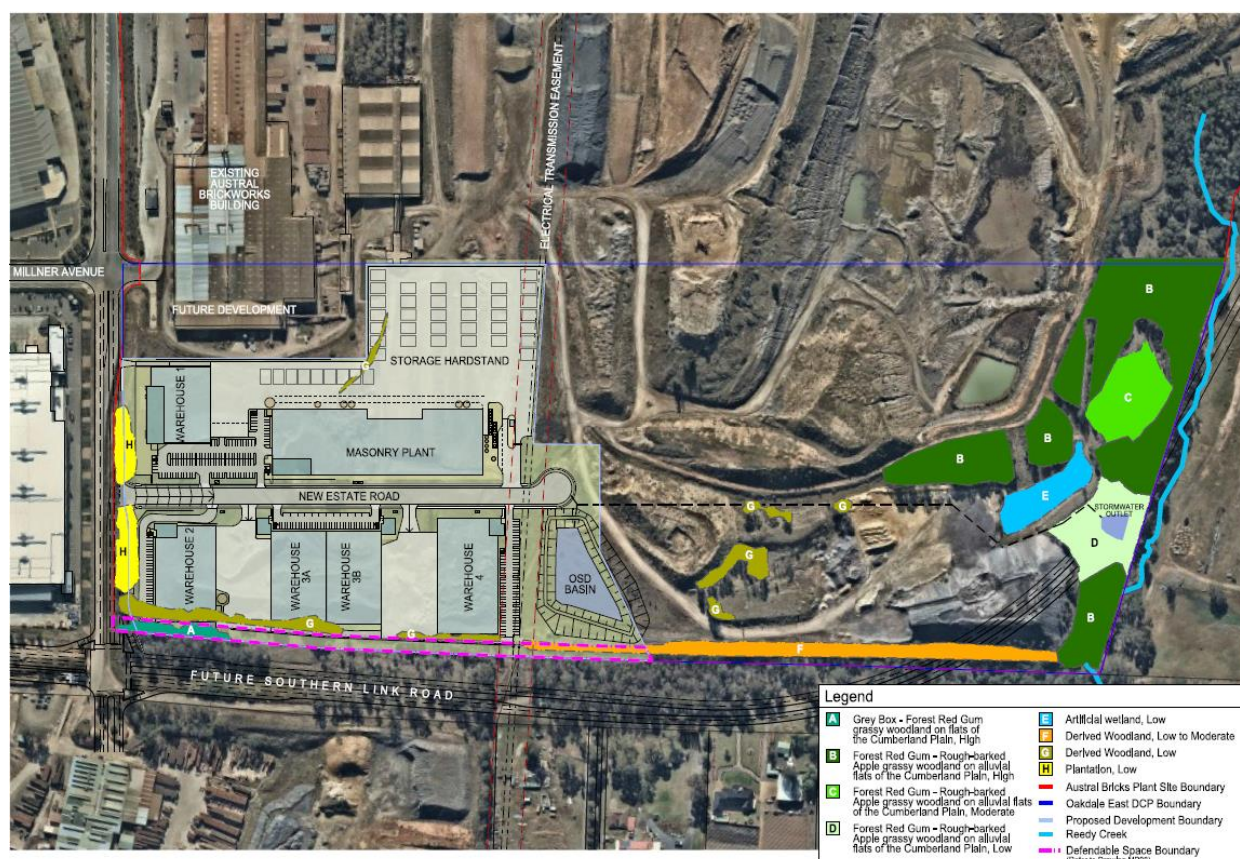 EXISTING
AUSTRAL
BRICKWORKS
BUILDING
ELECTRICAL TRANSMISSION EASEMENT
MILLNER AVENUE
FUTURE DEVELOPMENT
B
STORAGE HARDSTAND
G
WAREHOUSE 1
C
H
MASONRY PLANT
B
B
NEW ESTATE ROAD
E
G
G
STORMWATER
OUTLET
H
D
WAREHOUSE 2
WAREHOUSE
3A
WAREHOUSE
3B
WAREHOUSE
4
OSD
BASIN
G
G
B
A
G
G
F
FUTURE SOUTHERN LINK ROAD
Legend
A Grey Box - Forest Red Gum
grassy woodland on flats of
the Cumberland Plain, High
B Forest Red Gum - Rough-barked
Apple grassy woodland on alluvial
flats of the Cumberland Plain, High
C Forest Red Gum - Rough-barked
Apple grassy woodland on alluvial flats
of the Cumberland Plain, Moderate
D Forest Red Gum - Rough-barked
Apple grassy woodland on alluvial
flats of the Cumberland Plain, Low
E Artificial wetland, Low
F Derived Woodland, Low to Moderate
G Derived Woodland, Low
H Plantation, Low
Austral Bricks Plant Site Boundary
Oakdale East DCP Boundary
Proposed Development Boundary
Reedy Creek
Defendable Space Boundary